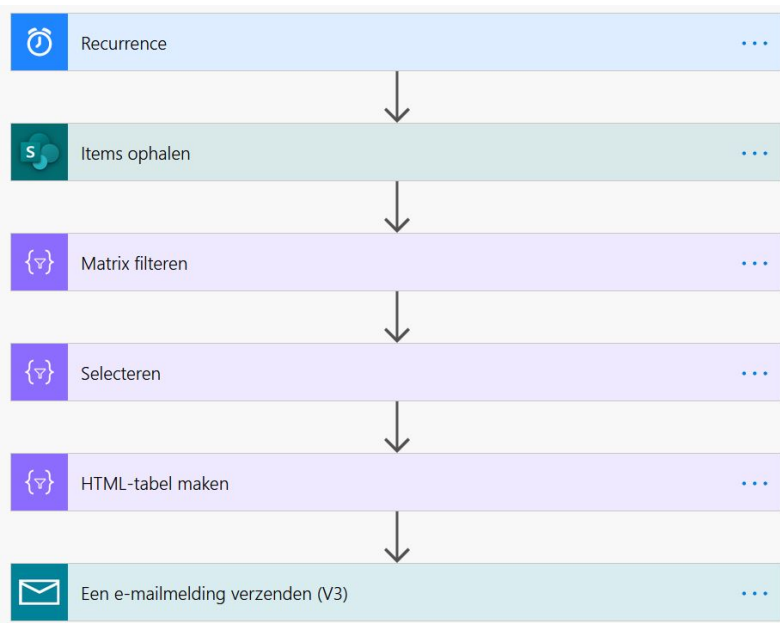 Recurrence
Items ophalen
Matrix filteren
Selecteren
HTML-tabel maken
Een e-mailmelding verzenden (V3)